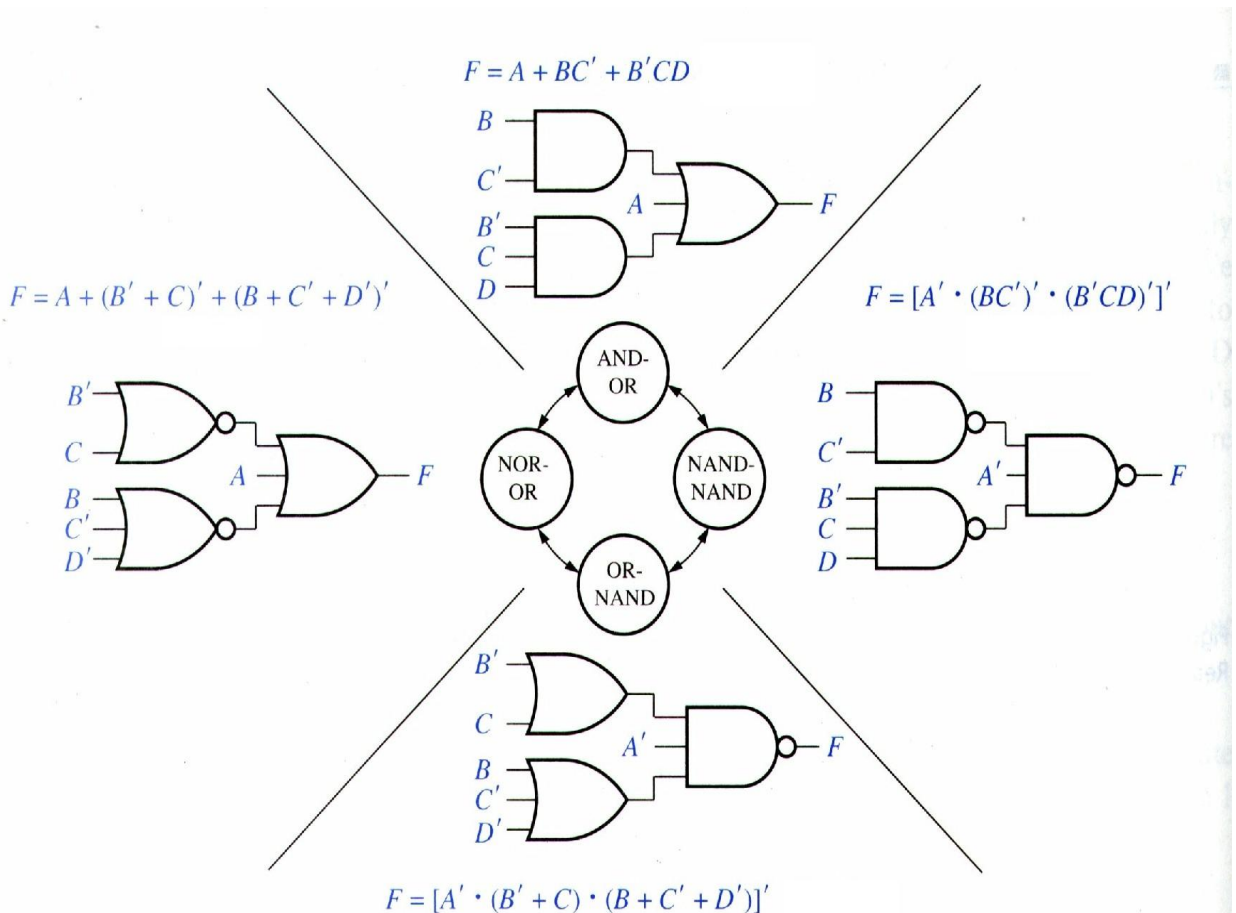 F = A + BC′ + B′CD
B
C′
A
F
B′
C
D
F = A + (B′ + C)′ + (B + C′ + D′)′
F = [A′ · (BC′)′ · (B′CD)′]′
B′
C
A
F
B
C′
D′
AND-
OR
NOR-
OR
NAND-
NAND
OR-
NAND
B
C′
A′
F
B′
C
D
B′
C
A′
F
B
C′
D′
F = [A′ · (B′ + C) · (B + C′ + D′)]′